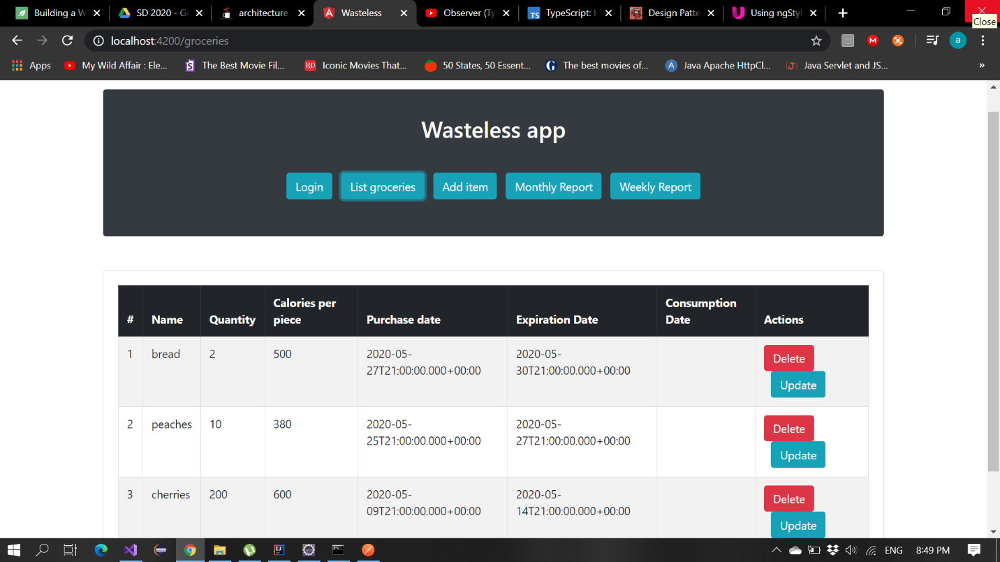 Building a W
SD 2020 - Go
architecture
Wasteless
Observer (Ty
TypeScript: H
Design Patte
Using ngStyl
Close
localhost:4200/groceries
a
Apps
My Wild Affair : Ele...
The Best Movie Fil...
Iconic Movies That...
50 States, 50 Essent...
The best movies of...
Java Apache HttpCl...
Java Servlet and JS...
»
Wasteless app
Login
List groceries
Add item
Monthly Report
Weekly Report
#
Name
Quantity
Calories per
piece
Purchase date
Expiration Date
Consumption
Date
Actions
1
bread
2
500
2020-05-
27T21:00:00.000+00:00
2020-05-
30T21:00:00.000+00:00
Delete
Update
2
peaches
10
380
2020-05-
25T21:00:00.000+00:00
2020-05-
27T21:00:00.000+00:00
Delete
Update
3
cherries
200
600
2020-05-
09T21:00:00.000+00:00
2020-05-
14T21:00:00.000+00:00
Delete
Update
ENG
8:49 PM